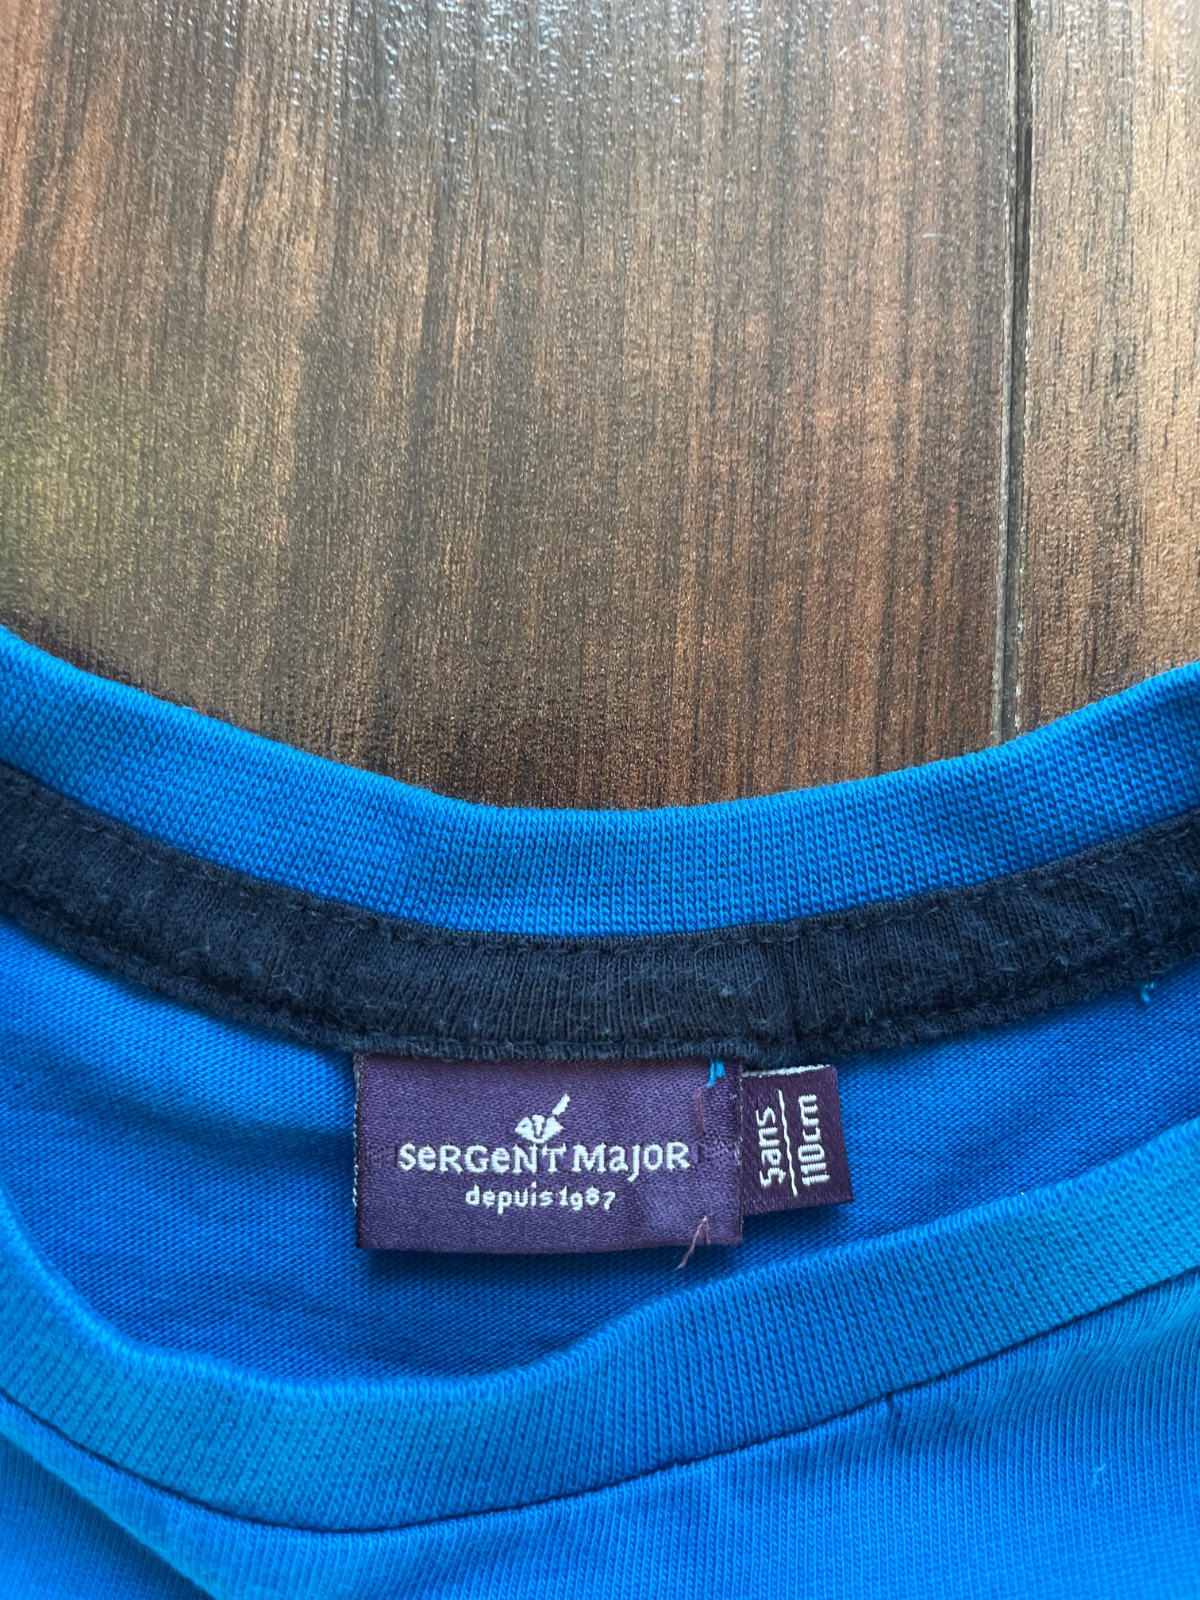 SeRGeNT MajoR
depuis 1987
5ans
110cm